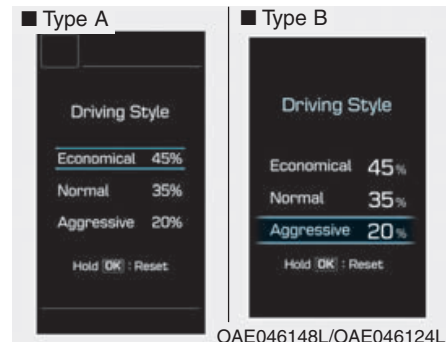 ■ Type A
Driving Style
Economical 45%
Normal 35%
Aggressive 20%
Hold OK : Reset
■ Type B
Driving Style
Economical 45%
Normal 35%
Aggressive 20%
Hold OK : Reset
OAE046148L/OAE046124L